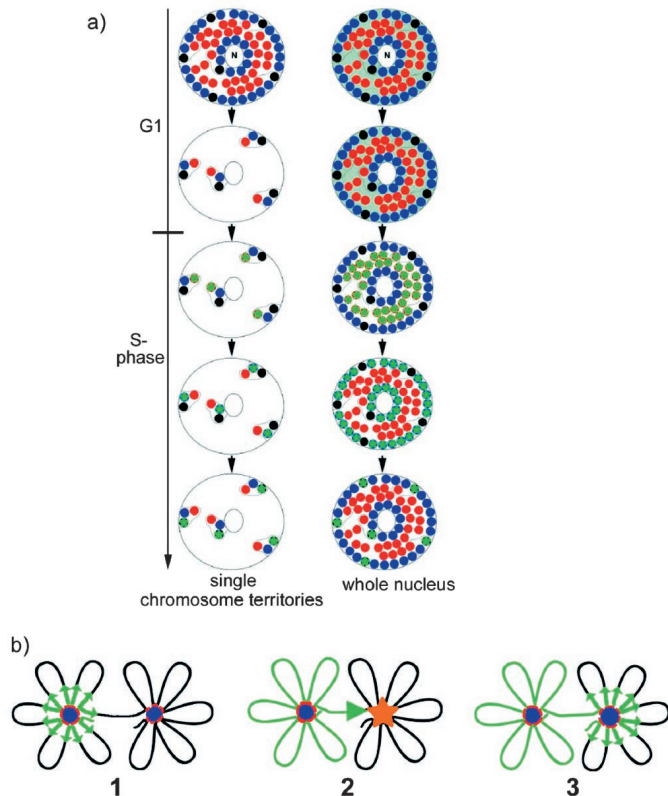 a)
N
N
G1
S-
phase
single
chromosome territories
whole nucleus
b)
1
2
3